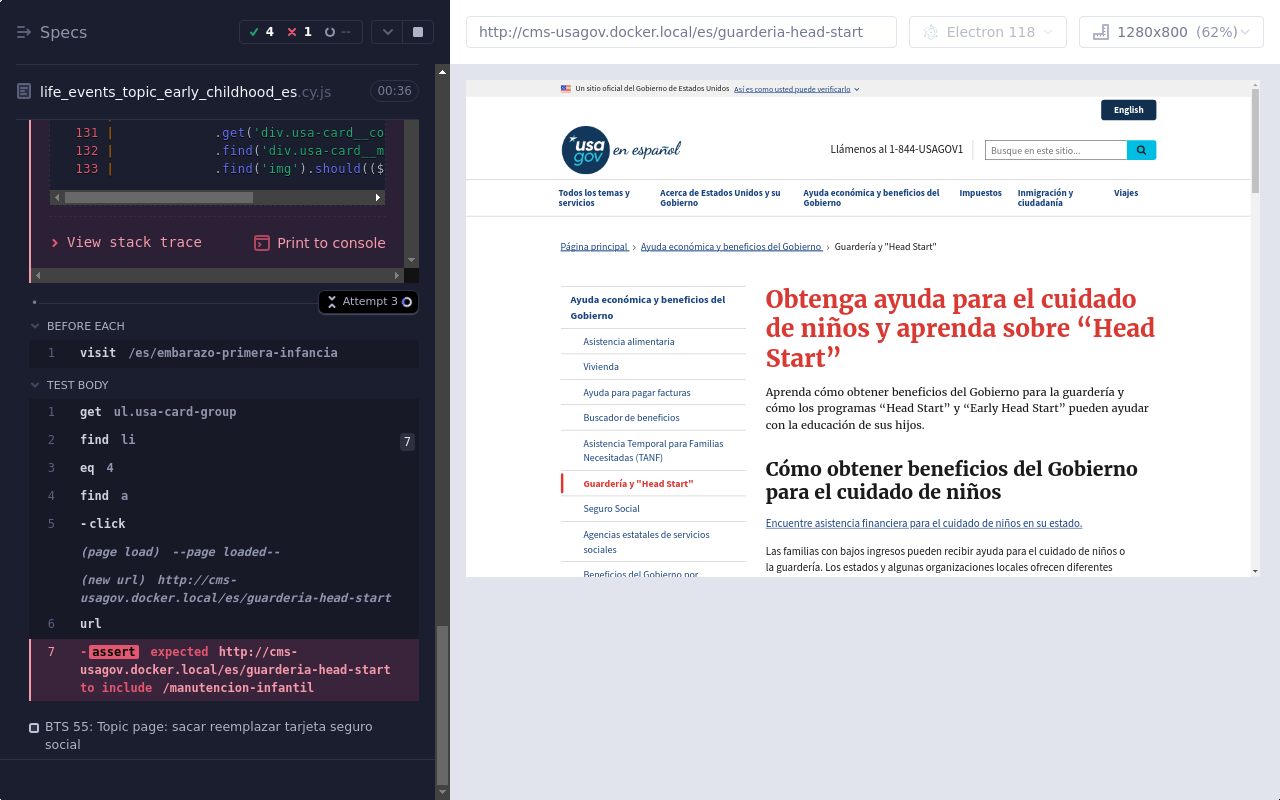 Specs
4
1
--
life_events_topic_early_childhood_es.cy.js
00:36
131 | .get('div.usa-card__co
132 | .find('div.usa-card__m
133 | .find('img').should(($
View stack trace
Print to console
Attempt 3
BEFORE EACH
1 visit /es/embarazo-primera-infancia
TEST BODY
1 get ul.usa-card-group
2 find li 7
3 eq 4
4 find a
5 -click
(page load) --page loaded--
(new url) http://cms-
usagov.docker.local/es/guarderia-head-start
6 url
7 -assert expected http://cms-
usagov.docker.local/es/guarderia-head-start
to include /manutencion-infantil
BTS 55: Topic page: sacar reemplazar tarjeta seguro
social
http://cms-usagov.docker.local/es/guarderia-head-start
Electron 118
1280x800 (62%)
Un sitio oficial del Gobierno de Estados Unidos Así es como usted puede verificarlo
English
usa
gov
en español
Llámenos al 1-844-USAGOV1
Busque en este sitio...
Todos los temas y
servicios
Acerca de Estados Unidos y su
Gobierno
Ayuda económica y beneficios del
Gobierno
Impuestos
Inmigración y
ciudadanía
Viajes
Página principal › Ayuda económica y beneficios del Gobierno › Guardería y "Head Start"
Ayuda económica y beneficios del
Gobierno
Asistencia alimentaria
Vivienda
Ayuda para pagar facturas
Buscador de beneficios
Asistencia Temporal para Familias
Necesitadas (TANF)
Guardería y "Head Start"
Seguro Social
Agencias estatales de servicios
sociales
Beneficios del Gobierno por
Obtenga ayuda para el cuidado
de niños y aprenda sobre “Head
Start”
Aprenda cómo obtener beneficios del Gobierno para la guardería y
cómo los programas “Head Start” y “Early Head Start” pueden ayudar
con la educación de sus hijos.
Cómo obtener beneficios del Gobierno
para el cuidado de niños
Encuentre asistencia financiera para el cuidado de niños en su estado.
Las familias con bajos ingresos pueden recibir ayuda para el cuidado de niños o
la guardería. Los estados y algunas organizaciones locales ofrecen diferentes